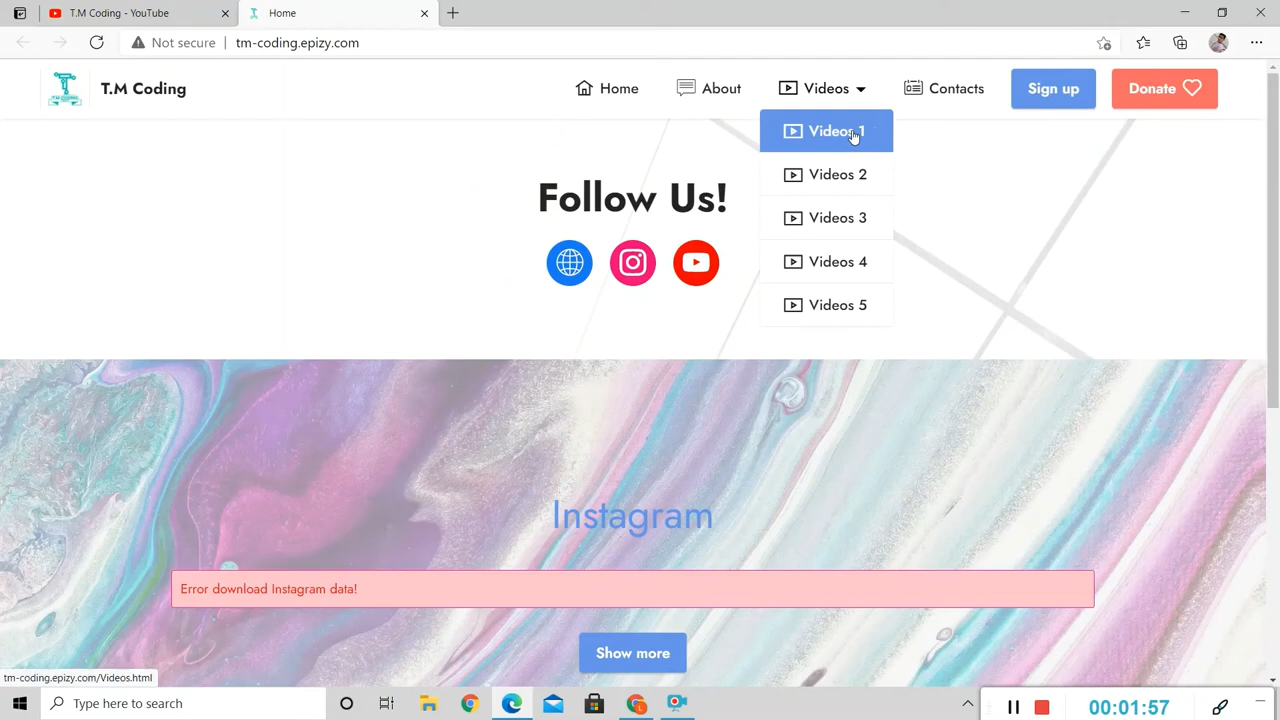 T.M Coding - YouTube
Home
Not secure
tm-coding.epizy.com
T.M Coding
Home
About
Videos
Contacts
Sign up
Donate
Videos 1
Videos 2
Videos 3
Videos 4
Videos 5
Follow Us!
Instagram
Error download Instagram data!
Show more
tm-coding.epizy.com/Videos.html
Type here to search
00:01:57